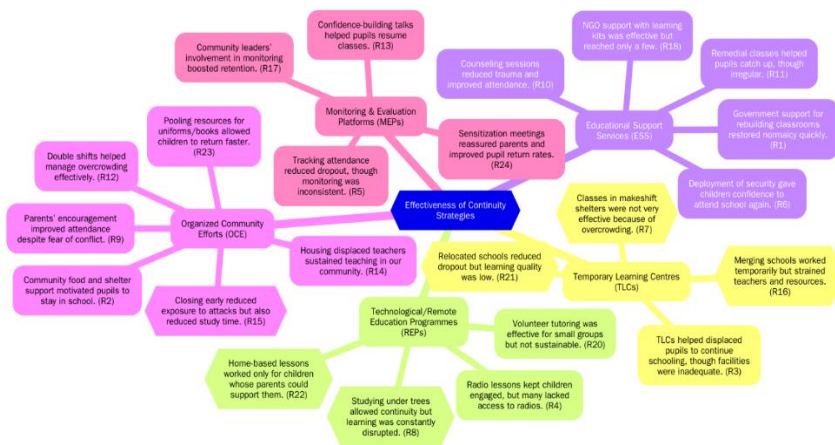 Confidence-building talks
helped pupils resume
classes. (R13)
Community leaders'
involvement in monitoring
boosted retention. (R17)
Monitoring & Evaluation
Platforms (MEPs)
Sensitization meetings
reassured parents and
improved pupil return rates.
(R24)
Tracking attendance
reduced dropout, though
monitoring was
inconsistent. (R5)
NGO support with learning
kits was effective but
reached only a few. (R18)
Counseling sessions
reduced trauma and
improved attendance. (R10)
Remedial classes helped
pupils catch up, though
irregular. (R11)
Educational Support
Services (ESS)
Government support for
rebuilding classrooms
restored normalcy quickly.
(R1)
Deployment of security gave
children confidence to
attend school again. (R6)
Effectiveness of Continuity
Strategies
Pooling resources for
uniforms/books allowed
children to return faster.
(R23)
Double shifts helped
manage overcrowding
effectively. (R12)
Parents' encouragement
improved attendance
despite fear of conflict. (R9)
Organized Community
Efforts (OCE)
Community food and shelter
support motivated pupils to
stay in school. (R2)
Closing early reduced
exposure to attacks but also
reduced study time. (R15)
Housing displaced teachers
sustained teaching in our
community. (R14)
Classes in makeshift
shelters were not very
effective because of
overcrowding. (R7)
Relocated schools reduced
dropout but learning quality
was low. (R21)
Temporary Learning Centres
(TLCs)
Merging schools worked
temporarily but strained
teachers and resources.
(R16)
TLCs helped displaced
pupils to continue
schooling, though facilities
were inadequate. (R3)
Technological/Remote
Education Programmes
(REPs)
Volunteer tutoring was
effective for small groups
but not sustainable. (R20)
Home-based lessons
worked only for children
whose parents could
support them. (R22)
Studying under trees
allowed continuity but
learning was constantly
disrupted. (R8)
Radio lessons kept children
engaged, but many lacked
access to radios. (R4)